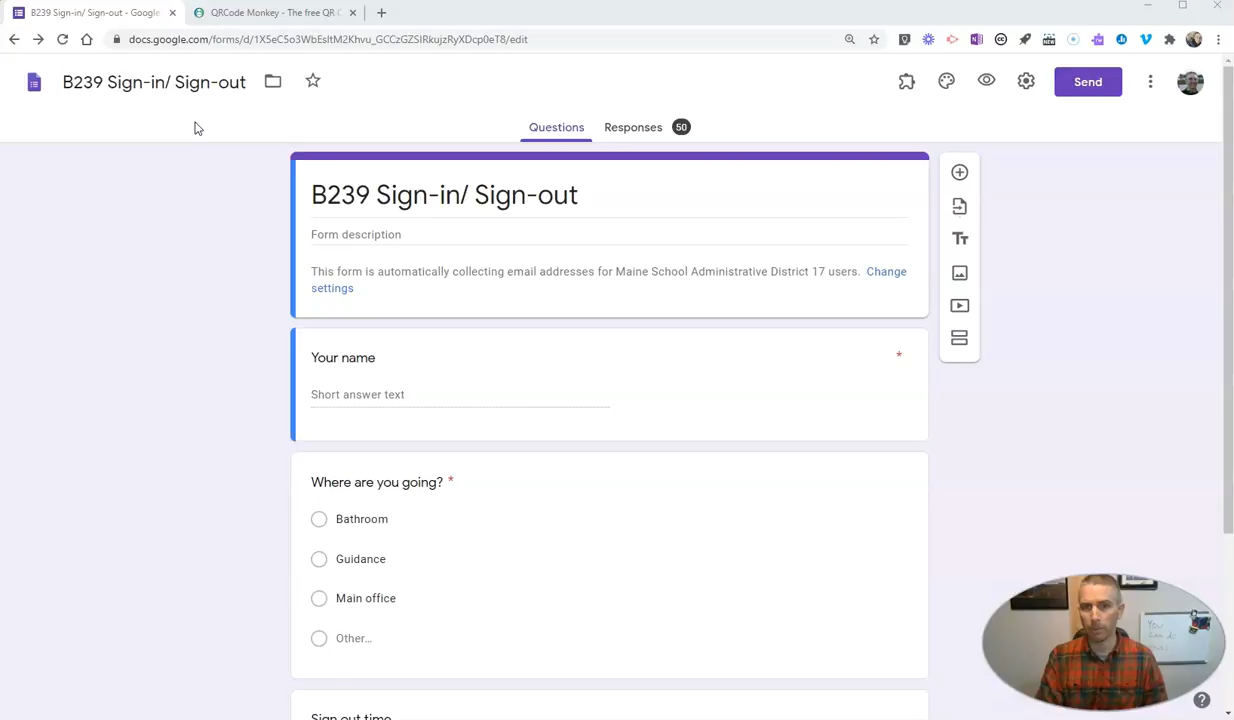 B239 Sign-in/ Sign-out - Google
QRCode Monkey - The free QR C
docs.google.com/forms/d/1X5eC5o3WbEsItM2Khvu_GCCzGZSIRkujzRyXDcp0eT8/edit
B239 Sign-in/ Sign-out
Send
Questions
Responses 50
B239 Sign-in/ Sign-out
Form description
This form is automatically collecting email addresses for Maine School Administrative District 17 users. Change
settings
Your name *
Short answer text
Where are you going? *
Bathroom
Guidance
Main office
Other...
Sign out time
You